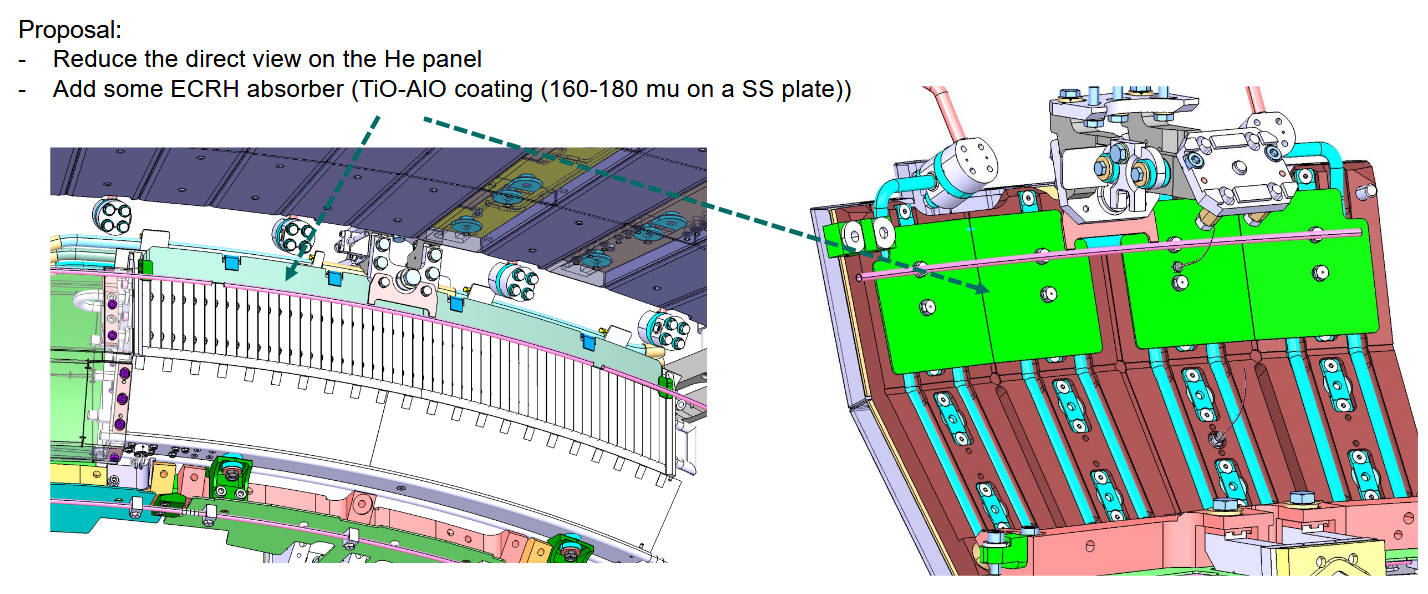 Proposal:
- Reduce the direct view on the He panel
- Add some ECRH absorber (TiO-AlO coating (160-180 mu on a SS plate))